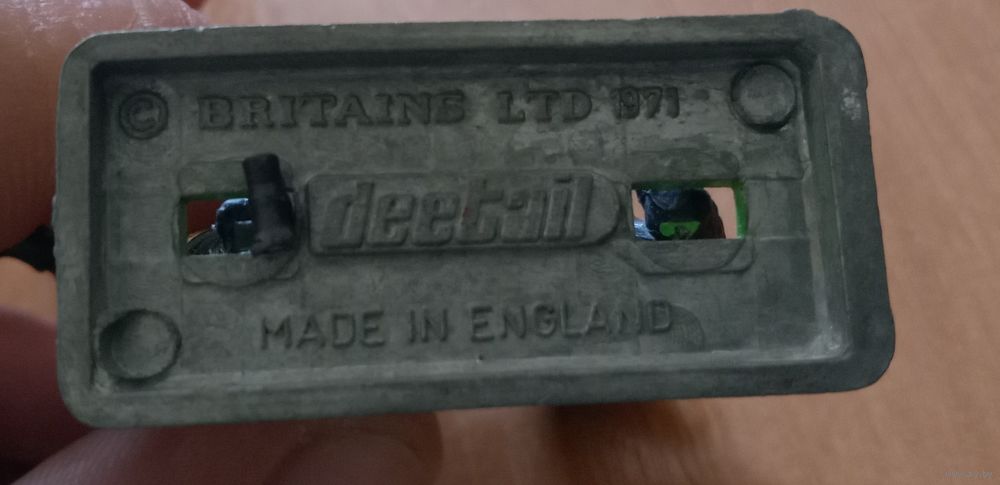 © BRITAINS LTD 1971
deetail
MADE IN ENGLAND